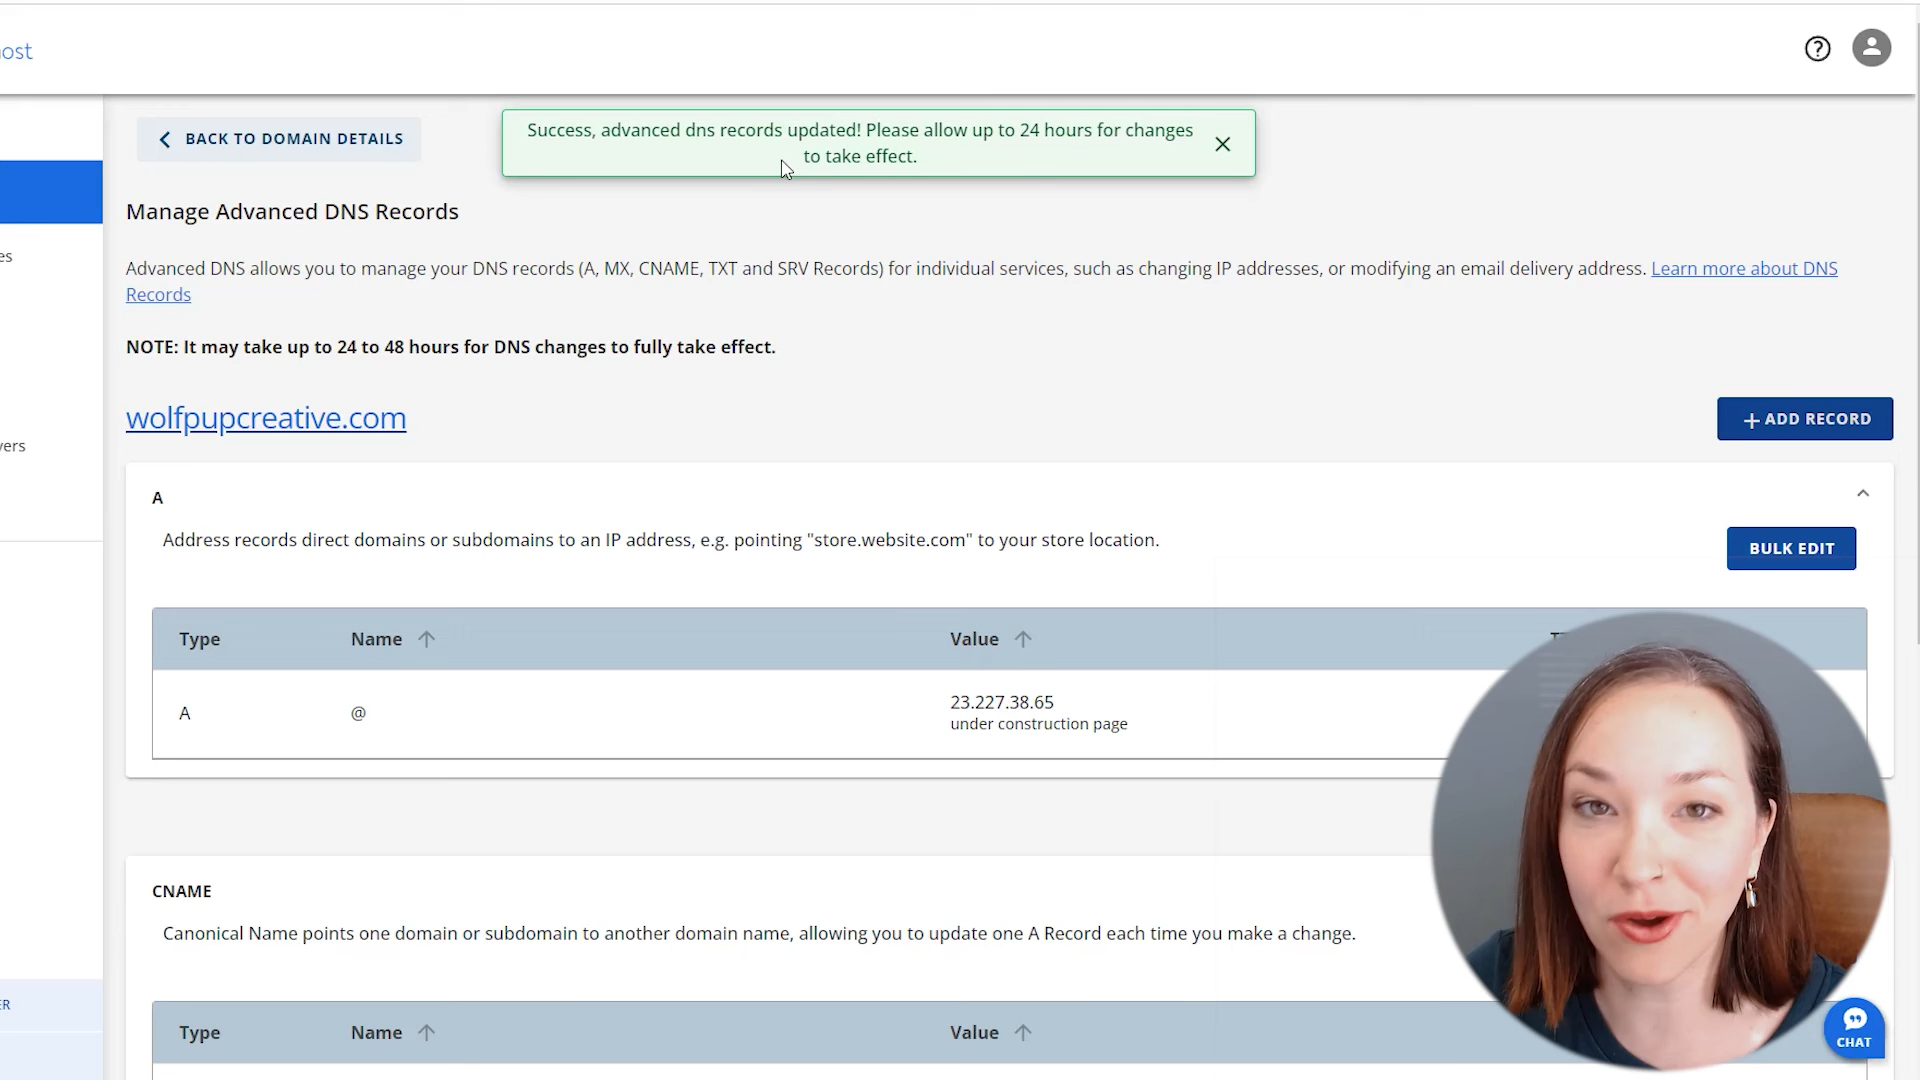 ost
BACK TO DOMAIN DETAILS
Success, advanced dns records updated! Please allow up to 24 hours for changes
to take effect.
Manage Advanced DNS Records
es
Advanced DNS allows you to manage your DNS records (A, MX, CNAME, TXT and SRV Records) for individual services, such as changing IP addresses, or modifying an email delivery address. Learn more about DNS
Records
NOTE: It may take up to 24 to 48 hours for DNS changes to fully take effect.
wolfpupcreative.com
ADD RECORD
vers
A
Address records direct domains or subdomains to an IP address, e.g. pointing "store.website.com" to your store location.
BULK EDIT
Type Name Value
A @ 23.227.38.65
under construction page
CNAME
Canonical Name points one domain or subdomain to another domain name, allowing you to update one A Record each time you make a change.
ER
Type Name Value
CHAT